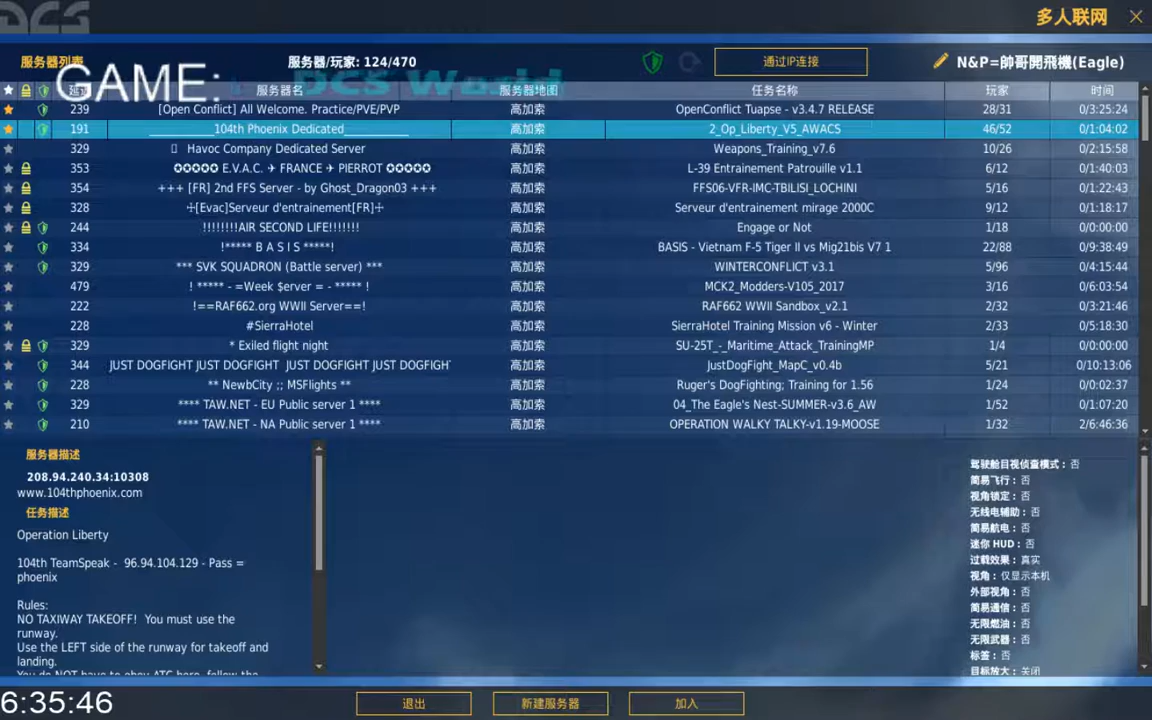 DCS
多人联网
服务器列表
服务器/玩家: 124/470
通过IP连接
N&P=帥哥開飛機(Eagle)
GAME:
Dcs World
服务器名 服务器地图 任务名称 玩家 时间
239 [Open Conflict] All Welcome. Practice/PVE/PVP 高加索 OpenConflict Tuapse - v3.4.7 RELEASE 28/31 0/3:25:24
191 __________104th Phoenix Dedicated__________ 高加索 2_Op_Liberty_V5_AWACS 46/52 0/1:04:02
329 Havoc Company Dedicated Server 高加索 Weapons_Training_v7.6 10/26 0/2:15:58
353 ✪✪✪✪✪ E.V.A.C. ✈ FRANCE ✈ PIERROT ✪✪✪✪✪ 高加索 L-39 Entrainement Patrouille v1.1 6/12 0/1:40:03
354 +++ [FR] 2nd FFS Server - by Ghost_Dragon03 +++ 高加索 FFS06-VFR-IMC-TBILISI_LOCHINI 5/16 0/1:22:43
328 ☩[Evac]Serveur d'entrainement[FR]☩ 高加索 Serveur d'entrainement mirage 2000C 9/12 0/1:18:17
244 !!!!!!!!AIR SECOND LIFE!!!!!!! 高加索 Engage or Not 1/18 0/0:00:00
334 !***** B A S I S *****! 高加索 BASIS - Vietnam F-5 Tiger II vs Mig21bis V7 1 22/88 0/9:38:49
329 *** SVK SQUADRON (Battle server) *** 高加索 WINTERCONFLICT v3.1 5/96 0/4:15:44
479 ! ***** - =Week $erver = - ***** ! 高加索 MCK2_Modders-V105_2017 3/16 0/6:03:54
222 !==RAF662.org WWII Server==! 高加索 RAF662 WWII Sandbox_v2.1 2/32 0/3:21:46
228 #SierraHotel 高加索 SierraHotel Training Mission v6 - Winter 2/33 0/5:18:30
329 * Exiled flight night 高加索 SU-25T_-_Maritime_Attack_TrainingMP 1/4 0/0:00:00
344 JUST DOGFIGHT JUST DOGFIGHT JUST DOGFIGHT JUST DOGFIGH 高加索 JustDogFight_MapC_v0.4b 5/21 0/10:13:06
228 ** NewbCity ;; MSFlights ** 高加索 Ruger's DogFighting; Training for 1.56 1/24 0/0:02:37
329 **** TAW.NET - EU Public server 1 **** 高加索 04_The Eagle's Nest-SUMMER-v3.6_AW 1/52 0/1:07:20
210 **** TAW.NET - NA Public server 1 **** 高加索 OPERATION WALKY TALKY-v1.19-MOOSE 1/32 2/6:46:36
服务器描述
208.94.240.34:10308
www.104thphoenix.com
任务描述
Operation Liberty
104th TeamSpeak - 96.94.104.129 - Pass =
phoenix
Rules:
NO TAXIWAY TAKEOFF! You must use the
runway.
Use the LEFT side of the runway for takeoff and
landing.
You do NOT have to obey ATC here, follow the
驾驶舱目视侦查模式: 否
简易飞行: 否
视角锁定: 否
无线电辅助: 否
简易航电: 否
迷你 HUD: 否
过载效果: 真实
视角: 仅显示本机
外部视角: 否
简易通信: 否
无限燃油: 否
无限武器: 否
标签: 否
目标放大: 关闭
6:35:46
退出
新建服务器
加入